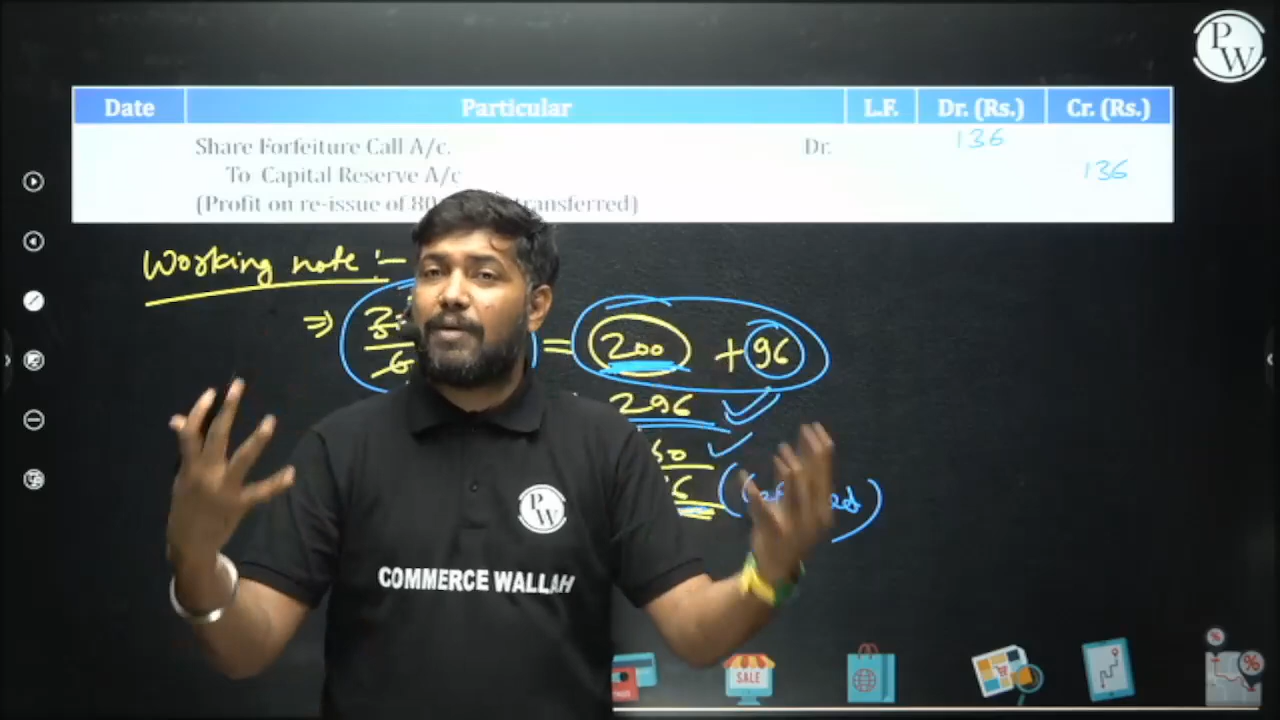 PW
Date Particular L.F. Dr. (Rs.) Cr. (Rs.)
Share Forfeiture Call A/c. Dr. 136
To Capital Reserve A/c 136
(Profit on re-issue of 80 transferred)
Working note :-
⇒ = 200 + 96
296
PW
COMMERCE WALLAH
SALE
%
%